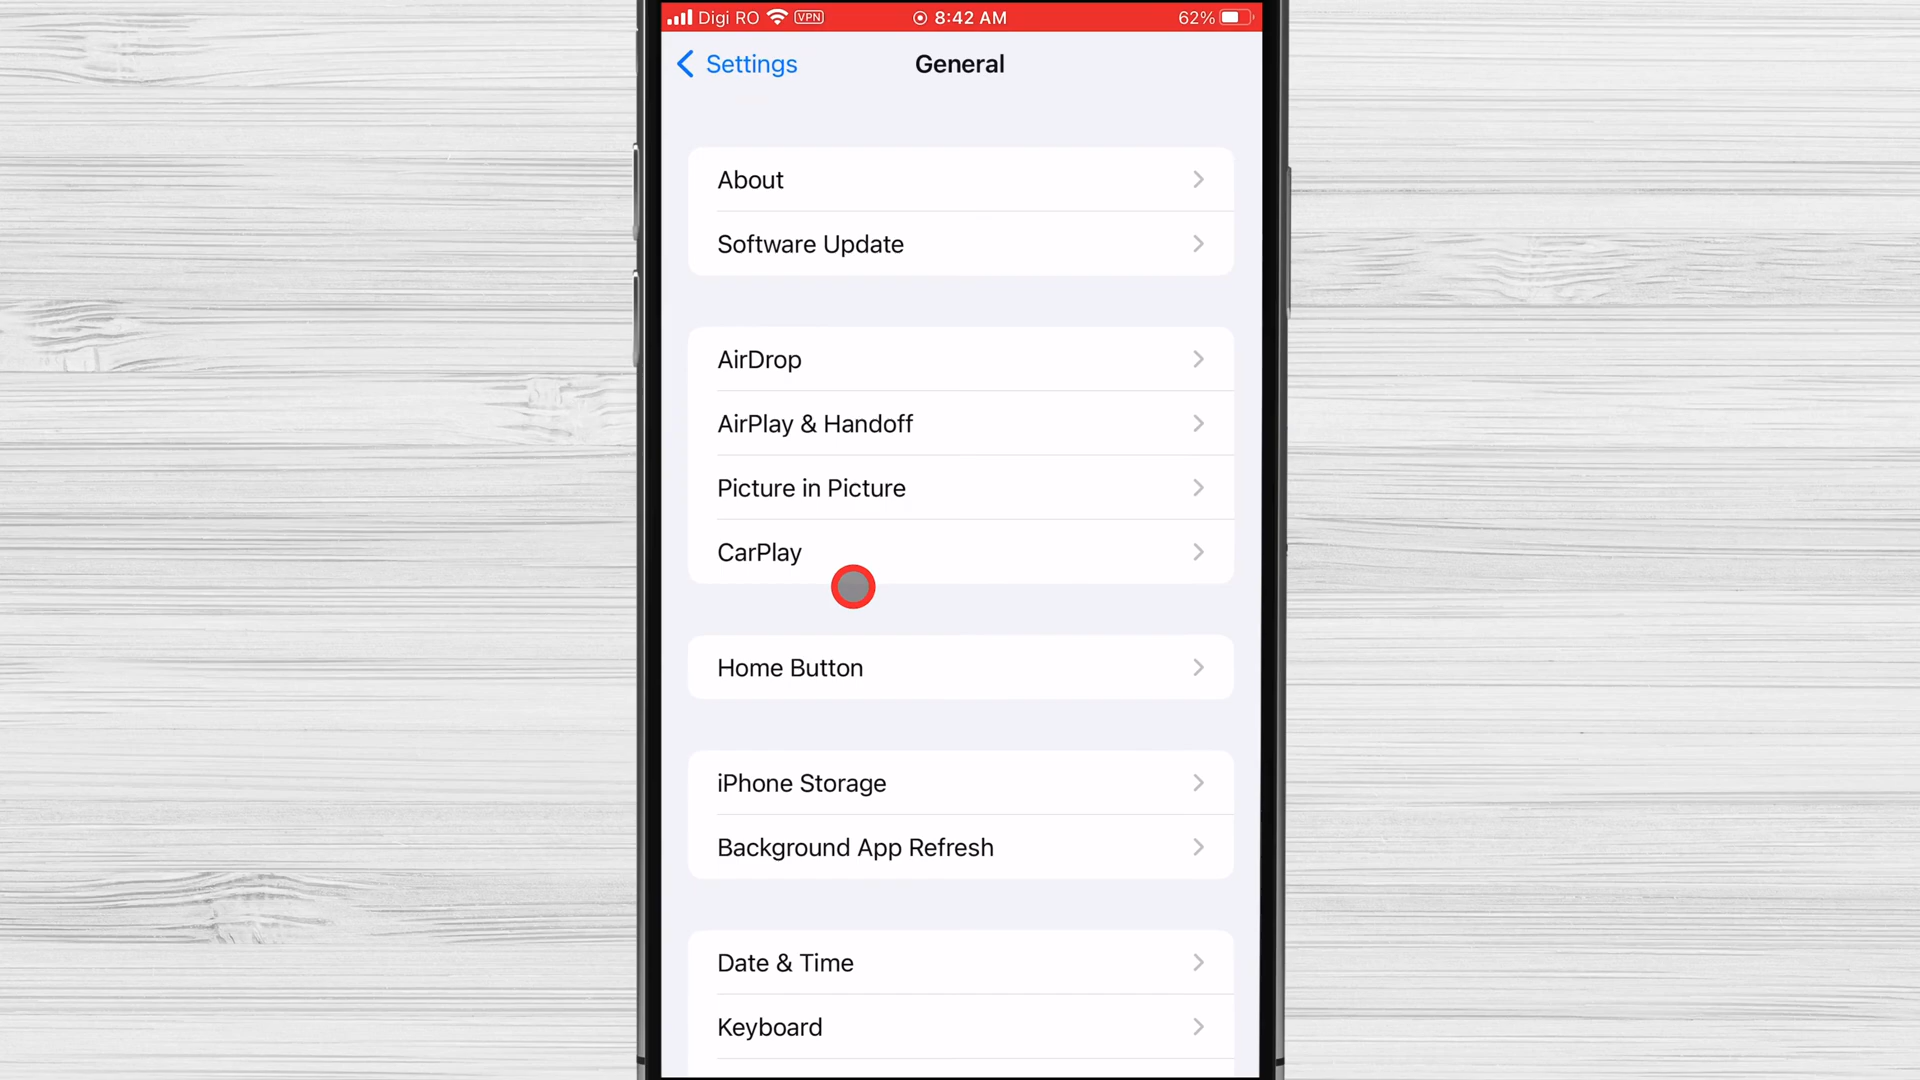 Digi RO VPN 8:42 AM 62%
Settings General
About
Software Update
AirDrop
AirPlay & Handoff
Picture in Picture
CarPlay
Home Button
iPhone Storage
Background App Refresh
Date & Time
Keyboard